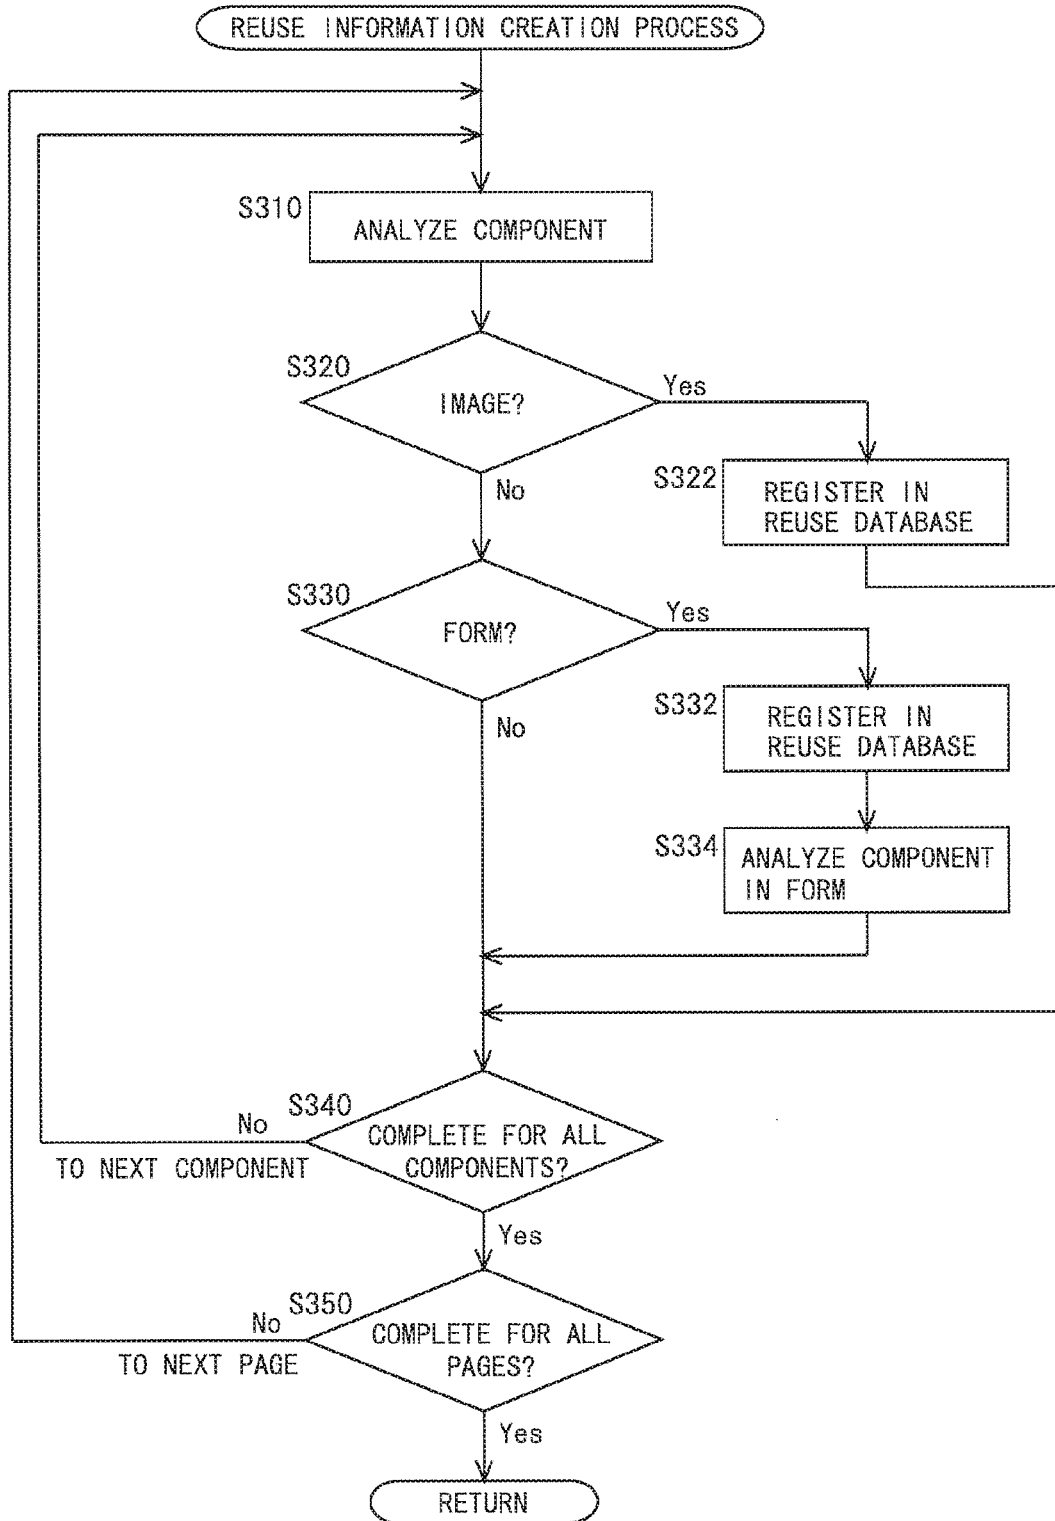 REUSE INFORMATION CREATION PROCESS
S310
ANALYZE COMPONENT
S320
IMAGE?
Yes
No
S322
REGISTER IN
REUSE DATABASE
S330
FORM?
Yes
No
S332
REGISTER IN
REUSE DATABASE
S334
ANALYZE COMPONENT
IN FORM
S340
No
COMPLETE FOR ALL
COMPONENTS?
TO NEXT COMPONENT
Yes
S350
No
COMPLETE FOR ALL
PAGES?
TO NEXT PAGE
Yes
RETURN